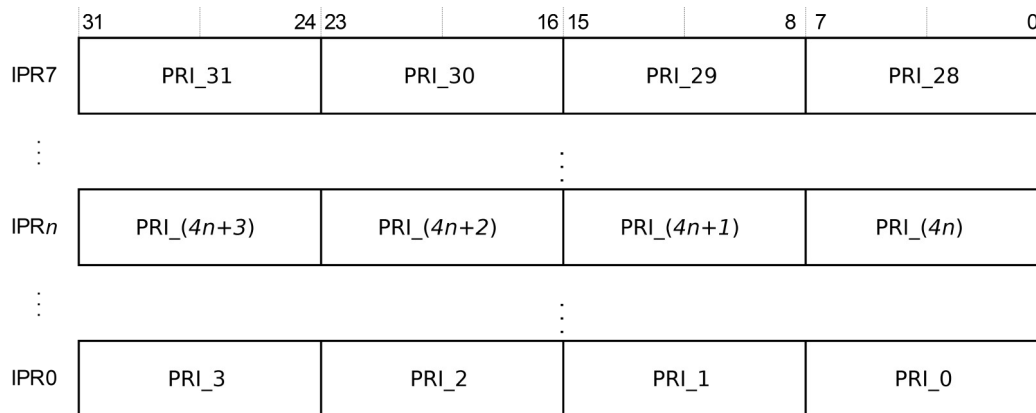 31 24 23 16 15 8 7 0
IPR7 PRI_31 PRI_30 PRI_29 PRI_28
⋮ ⋮
IPRn PRI_(4n+3) PRI_(4n+2) PRI_(4n+1) PRI_(4n)
⋮ ⋮
IPR0 PRI_3 PRI_2 PRI_1 PRI_0